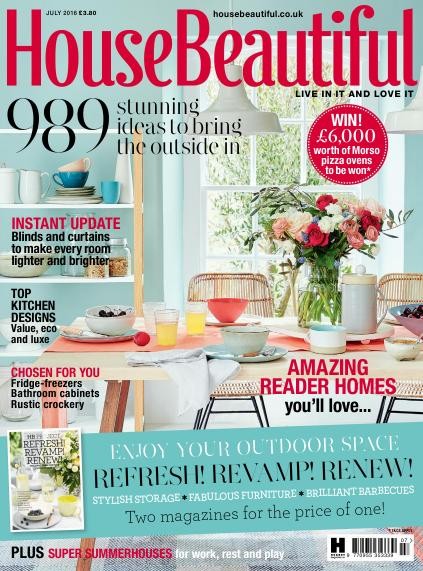 JULY 2016 £3.80
housebeautiful.co.uk
HouseBeautiful
LIVE IN IT AND LOVE IT
989 stunning
ideas to bring
the outside in
WIN!
£6,000
worth of Morso
pizza ovens
to be won*
INSTANT UPDATE
Blinds and curtains
to make every room
lighter and brighter
TOP
KITCHEN
DESIGNS
Value, eco
and luxe
CHOSEN FOR YOU
Fridge-freezers
Bathroom cabinets
Rustic crockery
AMAZING
READER HOMES
you'll love...
REFRESH!
REVAMP!
RENEW!
ENJOY YOUR OUTDOOR SPACE
REFRESH! REVAMP! RENEW!
STYLISH STORAGE * FABULOUS FURNITURE * BRILLIANT BARBECUES
Two magazines for the price of one!
PLUS SUPER SUMMERHOUSES for work, rest and play
H
07